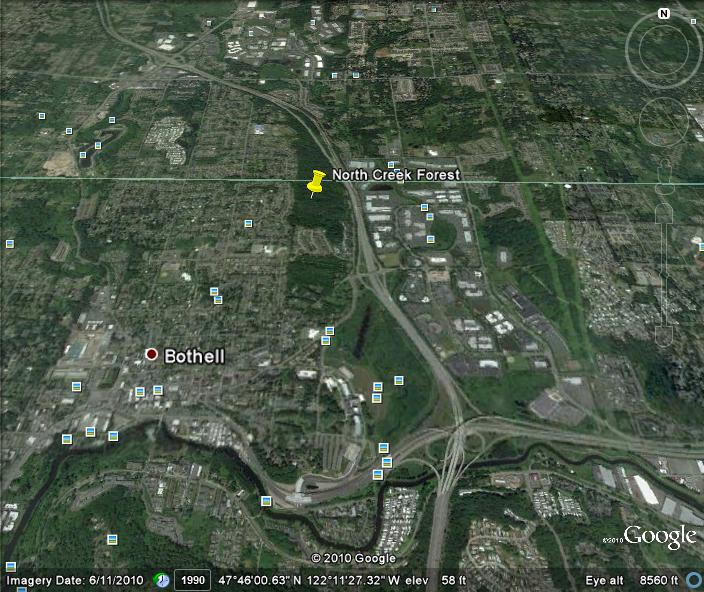 N
North Creek Forest
Bothell
©2010 Google
© 2010 Google
Imagery Date: 6/11/2010 1990 47°46'00.63" N 122°11'27.32" W elev 58 ft Eye alt 8560 ft